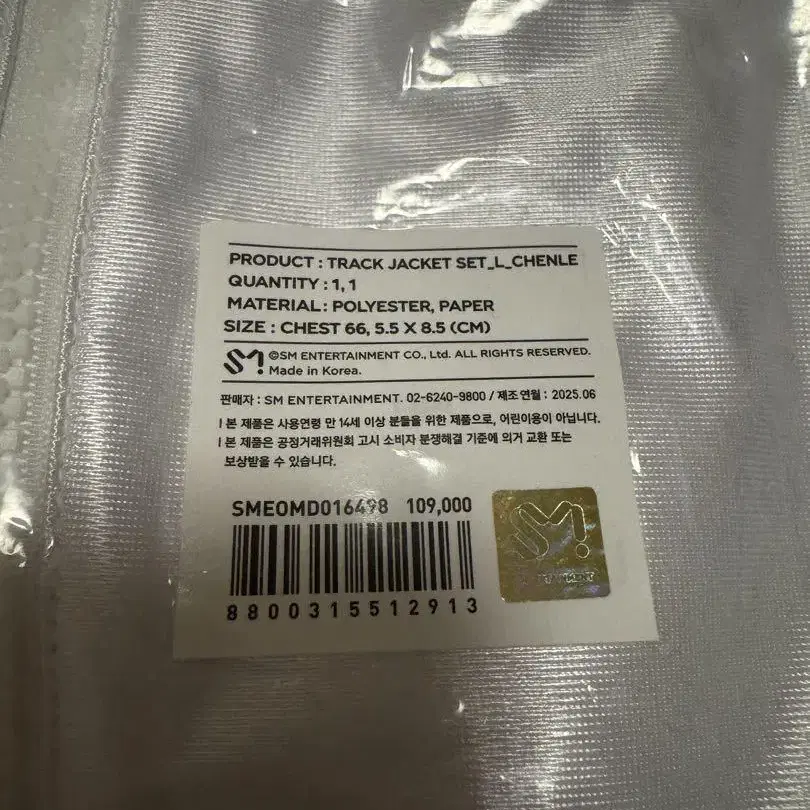 PRODUCT : TRACK JACKET SET_L_CHENLE
QUANTITY : 1, 1
MATERIAL : POLYESTER, PAPER
SIZE : CHEST 66, 5.5 X 8.5 (CM)
SM! ©SM ENTERTAINMENT CO., Ltd. ALL RIGHTS RESERVED.
Made in Korea.
판매자 : SM ENTERTAINMENT. 02-6240-9800 / 제조연월 : 2025.06
l 본 제품은 사용연령 만 14세 이상 분들을 위한 제품으로, 어린이용이 아닙니다.
l 본 제품은 공정거래위원회 고시 소비자 분쟁해결 기준에 의거 교환 또는
보상받을 수 있습니다.
SMEOMD016498 109,000
8800315512913
SM!